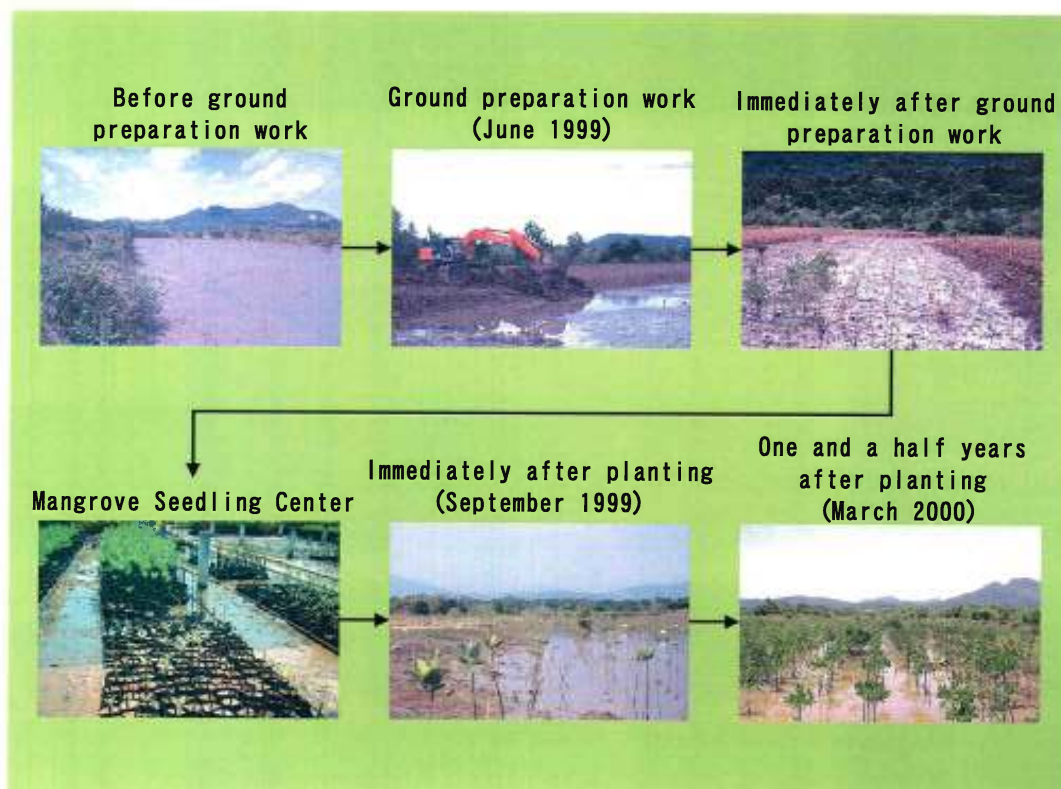 Before ground
preparation work
Ground preparation work
(June 1999)
Immediately after ground
preparation work
Mangrove Seedling Center
Immediately after planting
(September 1999)
One and a half years
after planting
(March 2000)